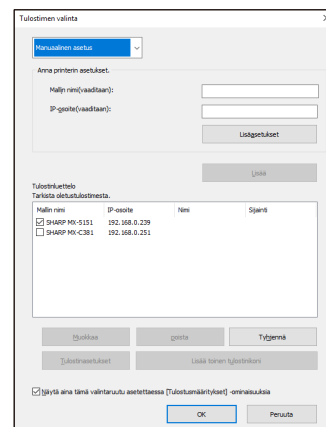 Tulostimen valinta
Manuaalinen asetus
Anna printerin asetukset.
Mallin nimi(vaaditaan):
IP-osoite(vaaditaan):
Lisäasetukset
Lisää
Tulostinluettelo
Tarkista oletustulostimesta.
Mallin nimi IP-osoite Nimi Sijainti
SHARP MX-5151 192.168.0.239
SHARP MX-C381 192.168.0.251
Muokkaa poista Tyhjennä
Tulostinasetukset Lisää toinen tulostinkoni
Näytä aina tämä valintaruutu asetettaessa [Tulostusmääritykset] -ominaisuuksia
OK Peruuta